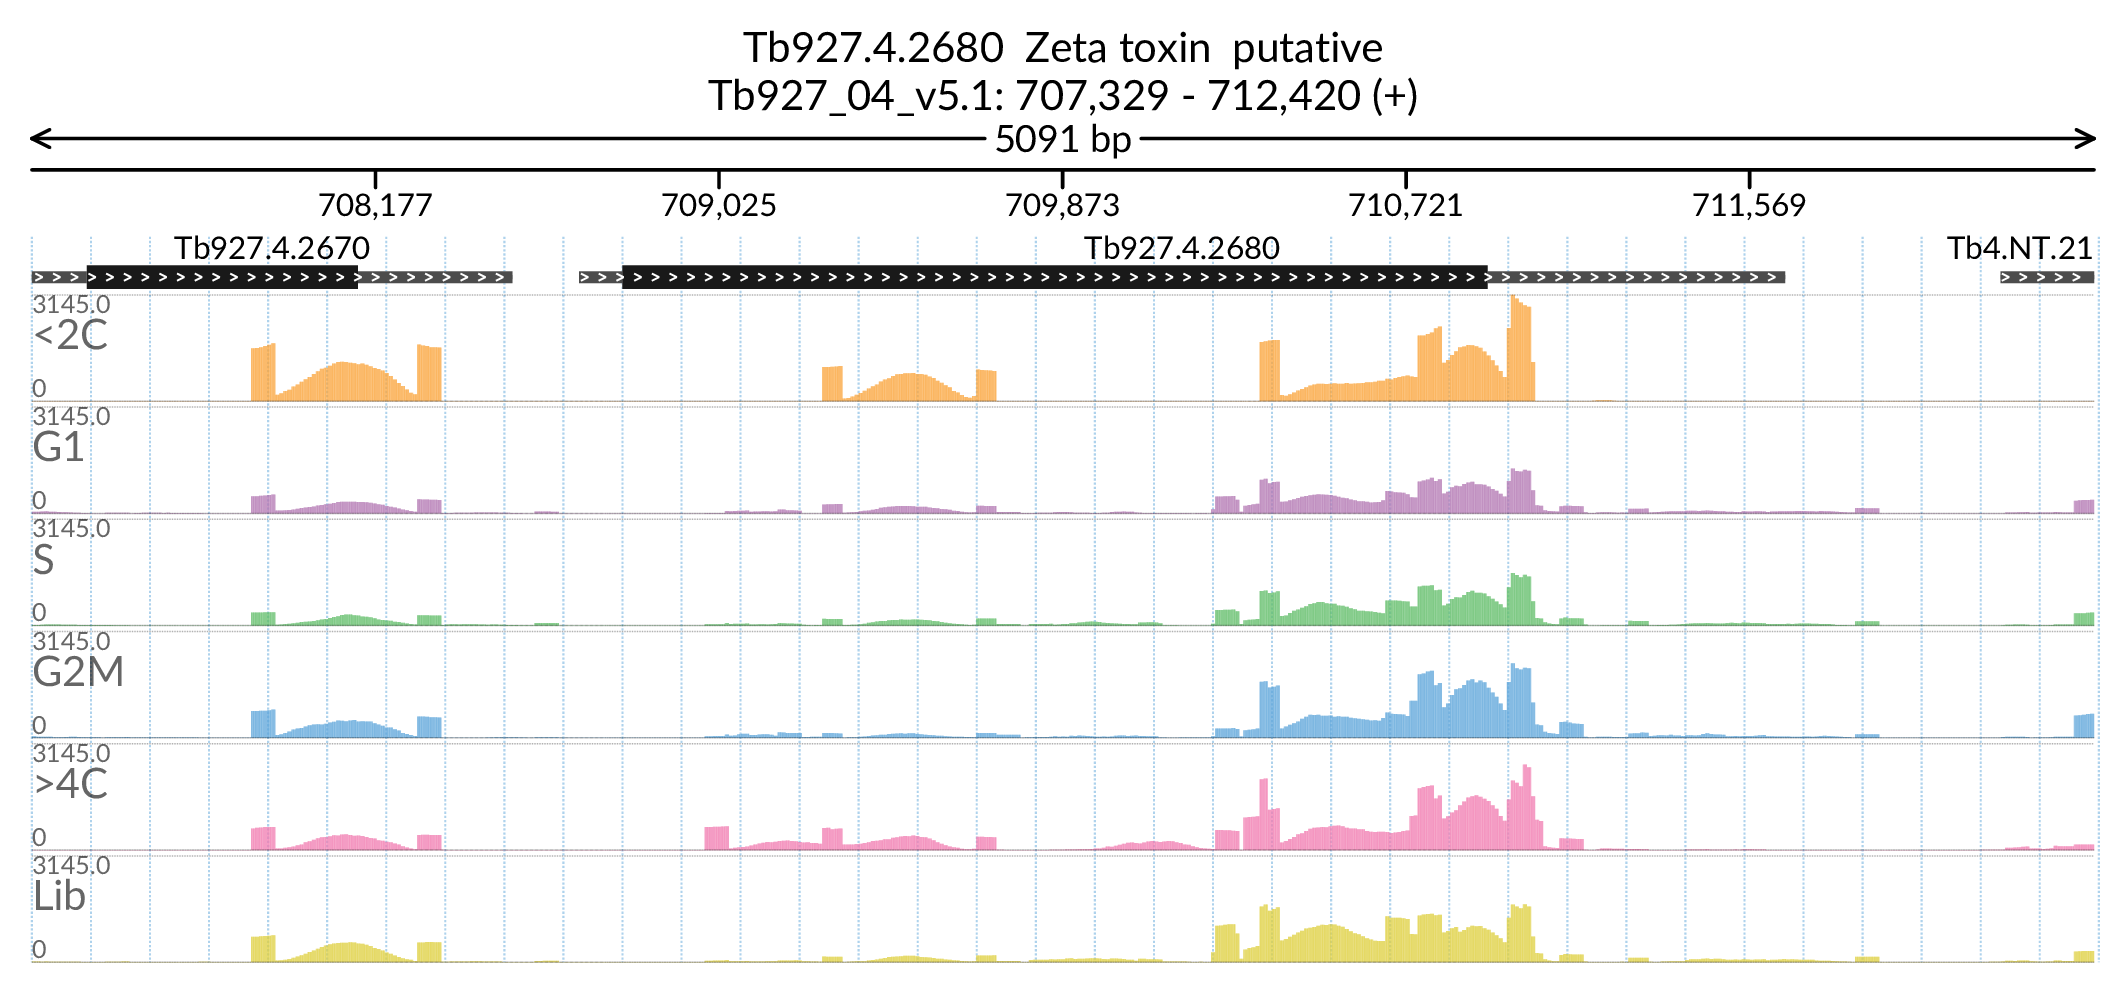 Tb927.4.2680 Zeta toxin putative
Tb927_04_v5.1: 707,329 - 712,420 (+)
5091 bp
708,177 709,025 709,873 710,721 711,569
Tb927.4.2670 Tb927.4.2680 Tb4.NT.21
3145.0
<2C
0
3145.0
G1
0
3145.0
S
0
3145.0
G2M
0
3145.0
>4C
0
3145.0
Lib
0